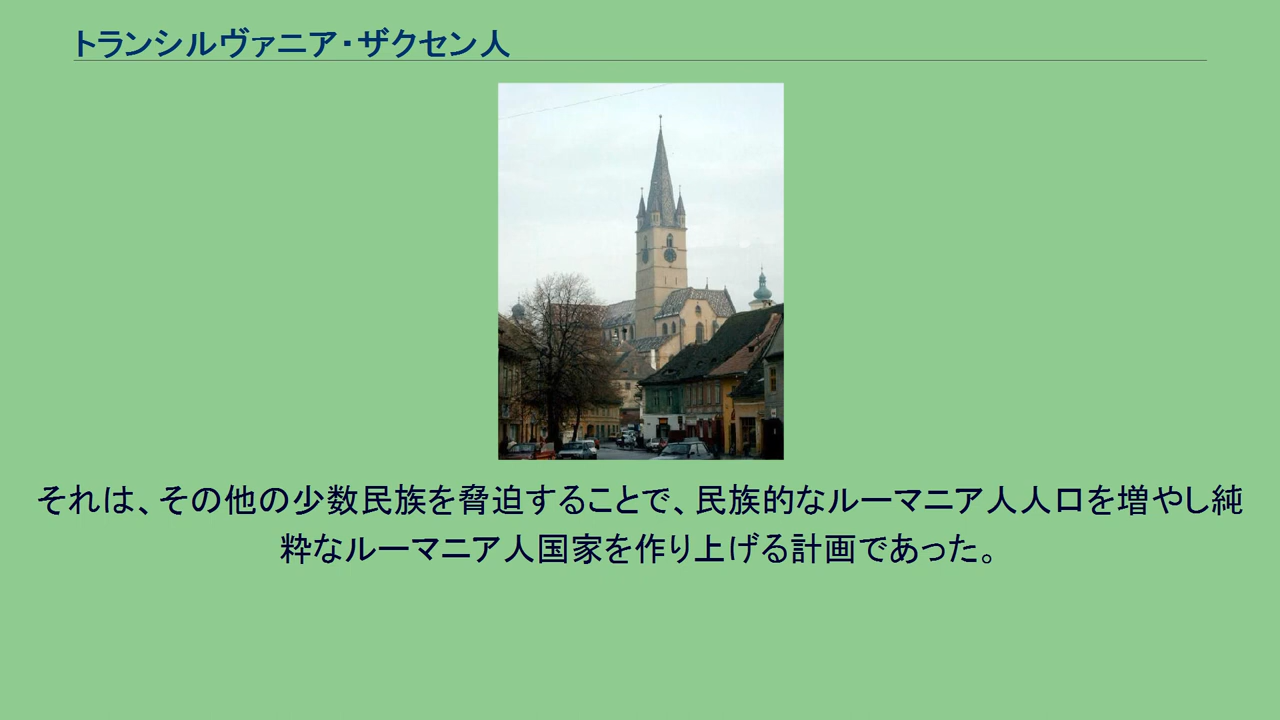 トランシルヴァニア・ザクセン人
それは、その他の少数民族を脅迫することで、民族的なルーマニア人人口を増やし純
粋なルーマニア人国家を作り上げる計画であった。